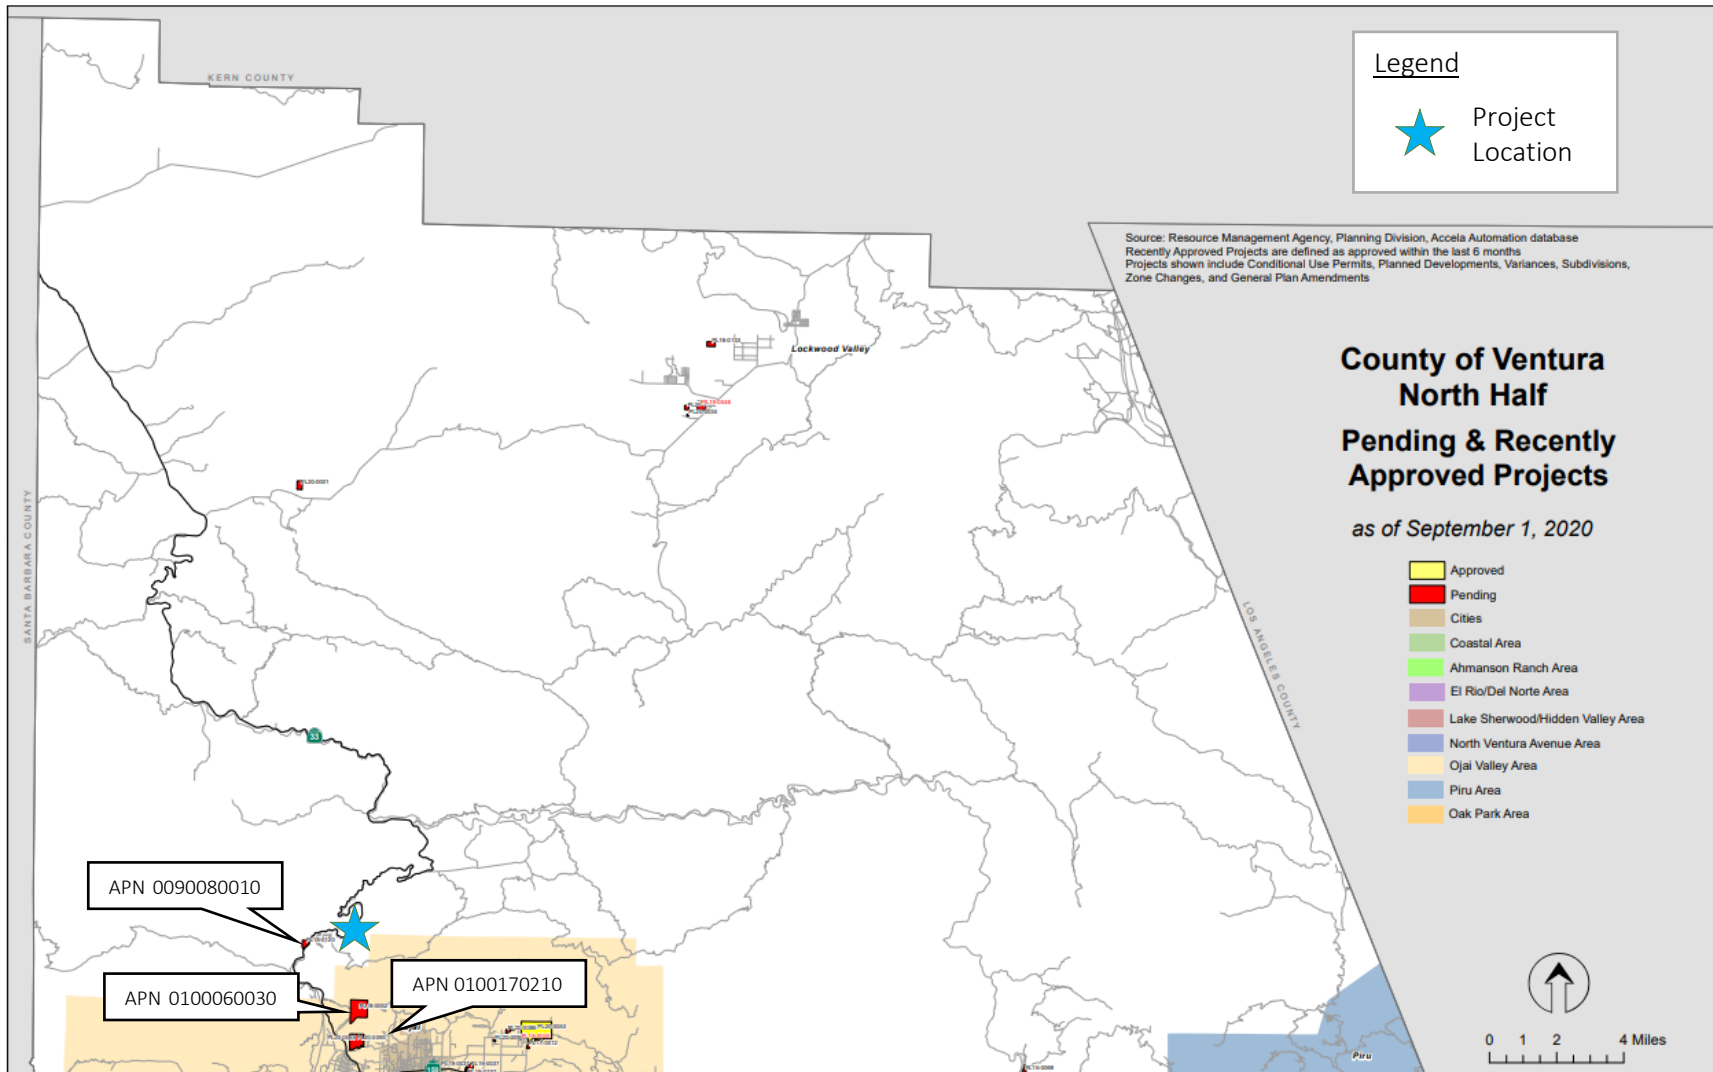 KERN COUNTY
Legend
Project
Location
Source: Resource Management Agency, Planning Division, Accela Automation database
Recently Approved Projects are defined as approved within the last 6 months
Projects shown include Conditional Use Permits, Planned Developments, Variances, Subdivisions,
Zone Changes, and General Plan Amendments
Lockwood Valley
County of Ventura
North Half
Pending & Recently
Approved Projects
as of September 1, 2020
Approved
Pending
Cities
Coastal Area
Ahmanson Ranch Area
El Rio/Del Norte Area
Lake Sherwood/Hidden Valley Area
North Ventura Avenue Area
Ojai Valley Area
Piru Area
Oak Park Area
SANTA BARBARA COUNTY
LOS ANGELES COUNTY
PL20-0021
33
APN 0090080010
APN 0100060030
APN 0100170210
Piru
0 1 2 4 Miles